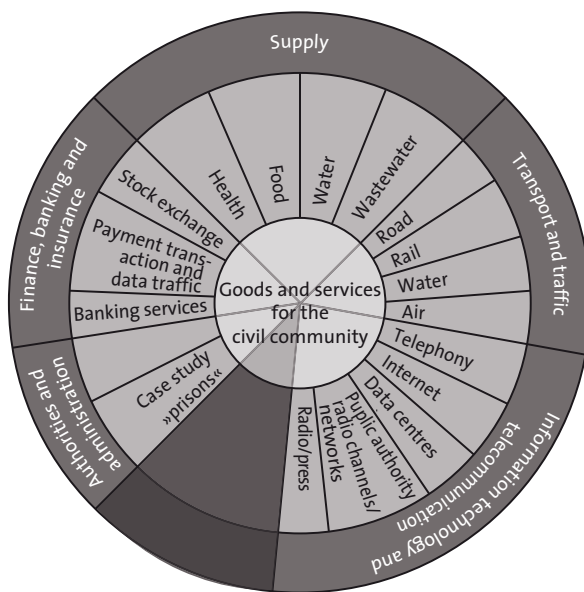 Supply
Health
Food
Water
Wastewater
Transport and traffic
Road
Rail
Water
Air
Information technology and
telecommunication
Telephony
Internet
Data centres
Puplic authority
radio channels/
networks
Radio/press
Authorities and
administration
Case study
»prisons«
Finance, banking and
insurance
Banking services
Payment trans-
action and
data traffic
Stock exchange
Goods and services
for the
civil community